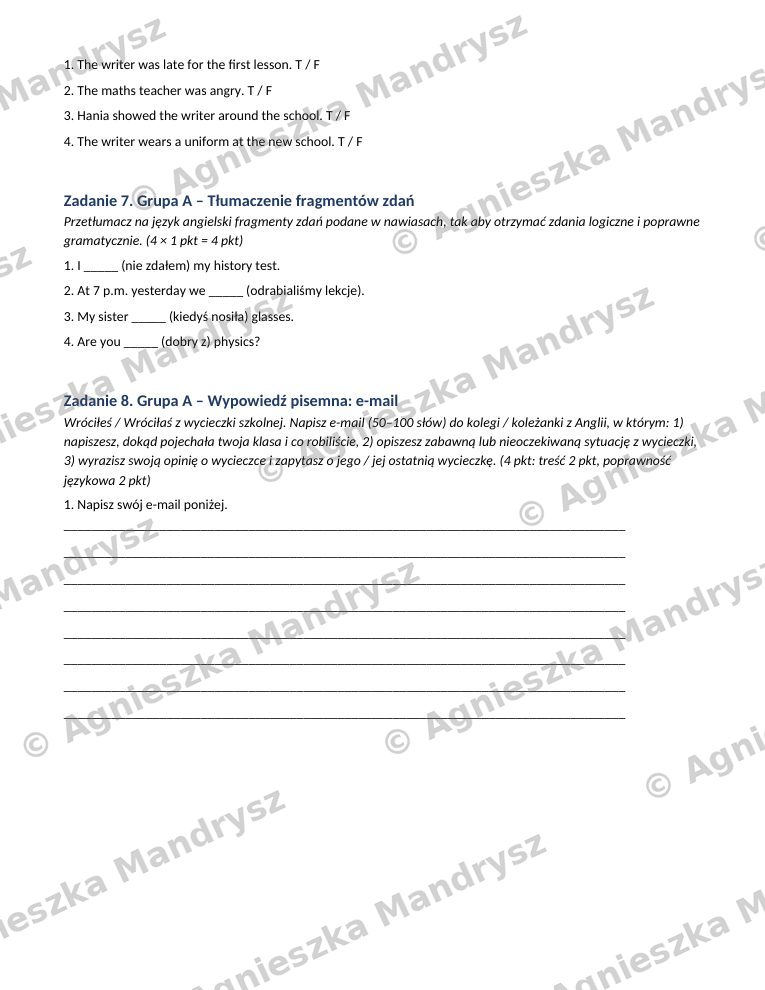 1. The writer was late for the first lesson. T / F
2. The maths teacher was angry. T / F
3. Hania showed the writer around the school. T / F
4. The writer wears a uniform at the new school. T / F
Zadanie 7. Grupa A – Tłumaczenie fragmentów zdań
Przetłumacz na język angielski fragmenty zdań podane w nawiasach, tak aby otrzymać zdania logiczne i poprawne
gramatycznie. (4 × 1 pkt = 4 pkt)
1. I _____ (nie zdałem) my history test.
2. At 7 p.m. yesterday we _____ (odrabialiśmy lekcje).
3. My sister _____ (kiedyś nosiła) glasses.
4. Are you _____ (dobry z) physics?
Zadanie 8. Grupa A – Wypowiedź pisemna: e-mail
Wróciłeś / Wróciłaś z wycieczki szkolnej. Napisz e-mail (50–100 słów) do kolegi / koleżanki z Anglii, w którym: 1)
napiszesz, dokąd pojechała twoja klasa i co robiliście, 2) opiszesz zabawną lub nieoczekiwaną sytuację z wycieczki,
3) wyrazisz swoją opinię o wycieczce i zapytasz o jego / jej ostatnią wycieczkę. (4 pkt: treść 2 pkt, poprawność
językowa 2 pkt)
1. Napisz swój e-mail poniżej.
© Agnieszka Mandrysz